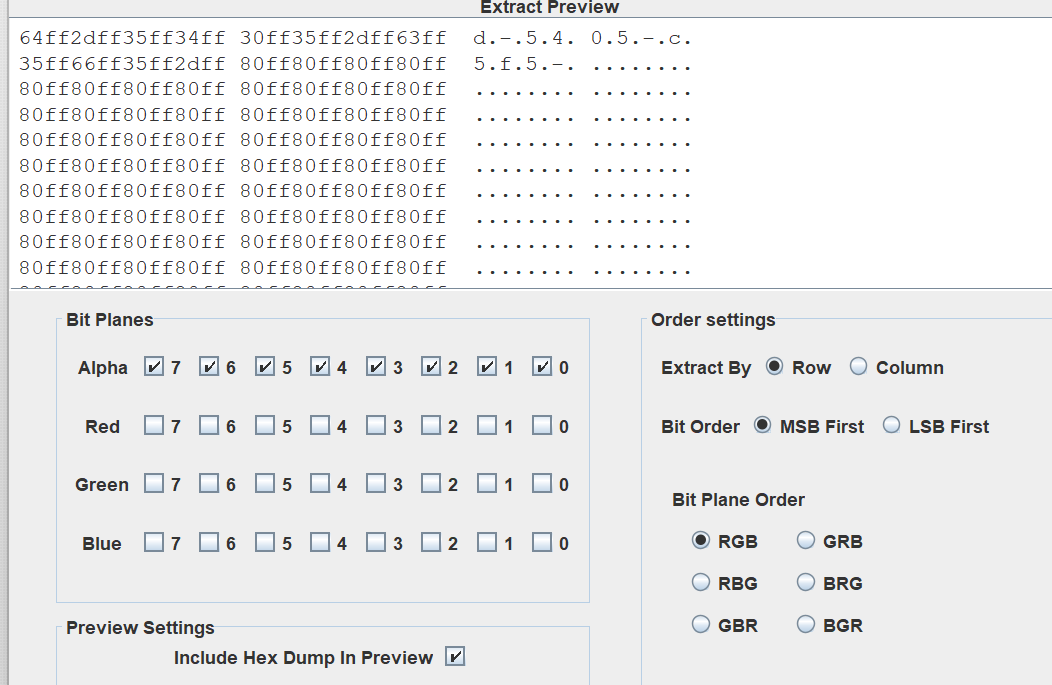 Extract Preview
64ff2dff35ff34ff 30ff35ff2dff63ff d.-.5.4. 0.5.-.c.
35ff66ff35ff2dff 80ff80ff80ff80ff 5.f.5.-. ........
80ff80ff80ff80ff 80ff80ff80ff80ff ........ ........
80ff80ff80ff80ff 80ff80ff80ff80ff ........ ........
80ff80ff80ff80ff 80ff80ff80ff80ff ........ ........
80ff80ff80ff80ff 80ff80ff80ff80ff ........ ........
80ff80ff80ff80ff 80ff80ff80ff80ff ........ ........
80ff80ff80ff80ff 80ff80ff80ff80ff ........ ........
80ff80ff80ff80ff 80ff80ff80ff80ff ........ ........
80ff80ff80ff80ff 80ff80ff80ff80ff ........ ........
Bit Planes
Alpha 7 6 5 4 3 2 1 0
Red 7 6 5 4 3 2 1 0
Green 7 6 5 4 3 2 1 0
Blue 7 6 5 4 3 2 1 0
Preview Settings
Include Hex Dump In Preview
Order settings
Extract By Row Column
Bit Order MSB First LSB First
Bit Plane Order
RGB GRB
RBG BRG
GBR BGR